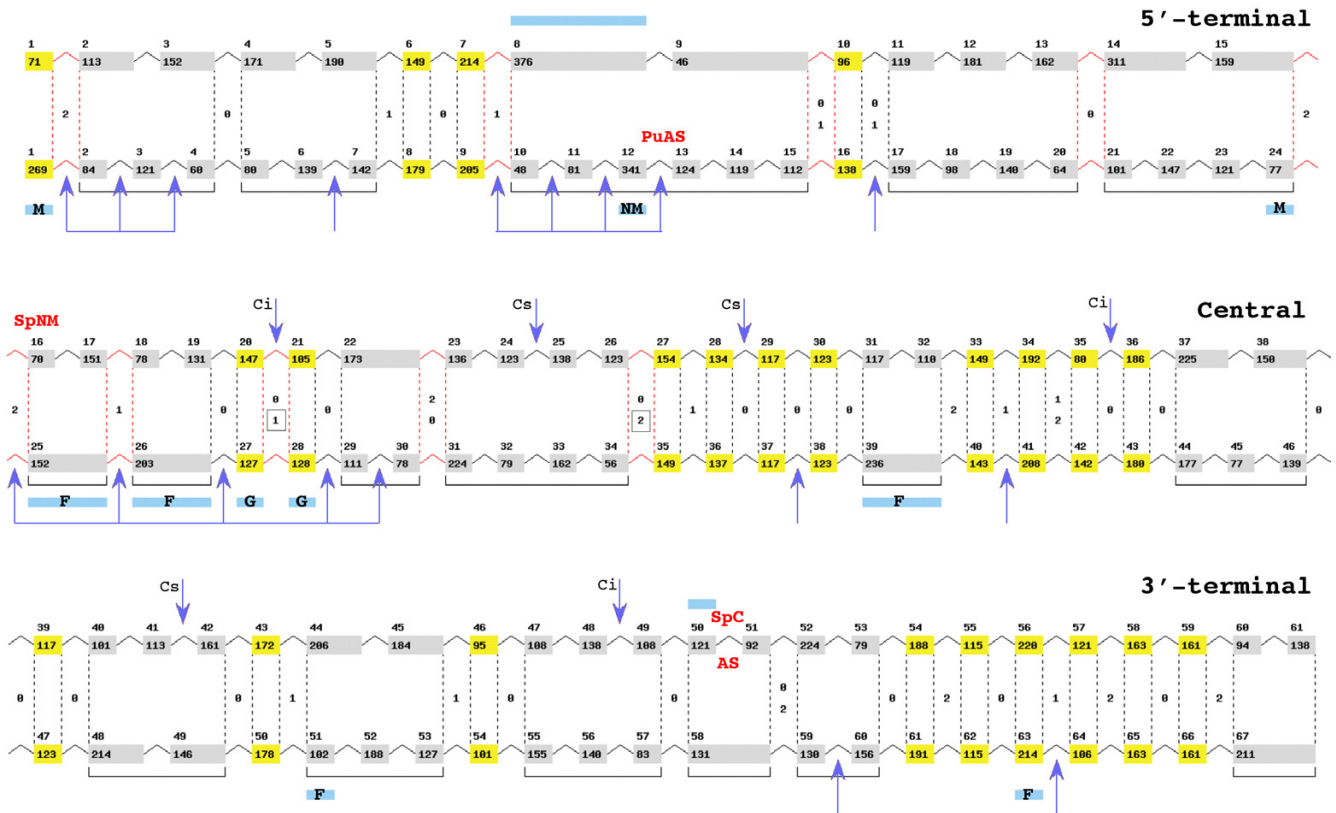 5′-terminal
1 2 3 4 5 6 7 8 9 10 11 12 13 14 15
71 113 152 171 190 149 214 376 46 96 119 181 162 311 159
2 0 1 0 1 0 1 0 1 0 2
PuAS
1 2 3 4 5 6 7 8 9 10 11 12 13 14 15 16 17 18 19 20 21 22 23 24
269 84 121 60 80 139 142 179 205 48 81 341 124 119 112 138 159 98 140 64 101 147 121 77
M NM M
Ci Cs Cs Ci Central
SpNM
16 17 18 19 20 21 22 23 24 25 26 27 28 29 30 31 32 33 34 35 36 37 38
70 151 78 131 147 105 173 136 123 138 123 154 134 117 123 117 110 149 192 80 186 225 150
2 1 0 0 1 0 2 0 0 2 1 0 0 0 2 1 1 2 0 0 0
25 26 27 28 29 30 31 32 33 34 35 36 37 38 39 40 41 42 43 44 45 46
152 203 127 128 111 78 224 79 162 56 149 137 117 123 236 143 208 142 180 177 77 139
F F G G F
Cs Ci 3′-terminal
SpC
39 40 41 42 43 44 45 46 47 48 49 50 51 52 53 54 55 56 57 58 59 60 61
117 101 113 161 172 206 184 95 108 138 108 121 92 224 79 188 115 220 121 163 161 94 138
AS
0 0 0 1 1 0 0 0 2 0 2 0 1 2 0 2
47 48 49 50 51 52 53 54 55 56 57 58 59 60 61 62 63 64 65 66 67
123 214 146 178 102 188 127 101 155 140 83 131 130 156 191 115 214 106 163 161 211
F F